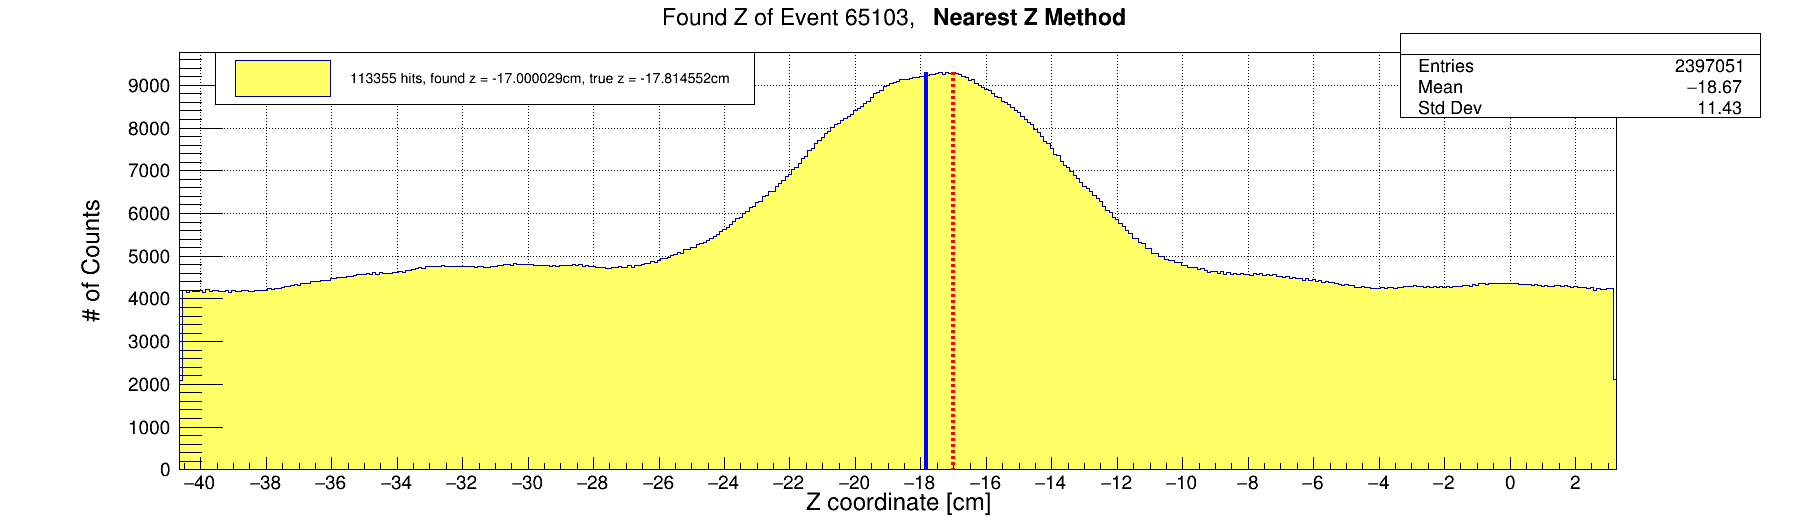 Found Z of Event 65103, Nearest Z Method
113355 hits, found z = -17.000029cm, true z = -17.814552cm
Entries 2397051
Mean −18.67
Std Dev 11.43
# of Counts
9000
8000
7000
6000
5000
4000
3000
2000
1000
0
−40 −38 −36 −34 −32 −30 −28 −26 −24 −22 −20 −18 −16 −14 −12 −10 −8 −6 −4 −2 0 2
Z coordinate [cm]